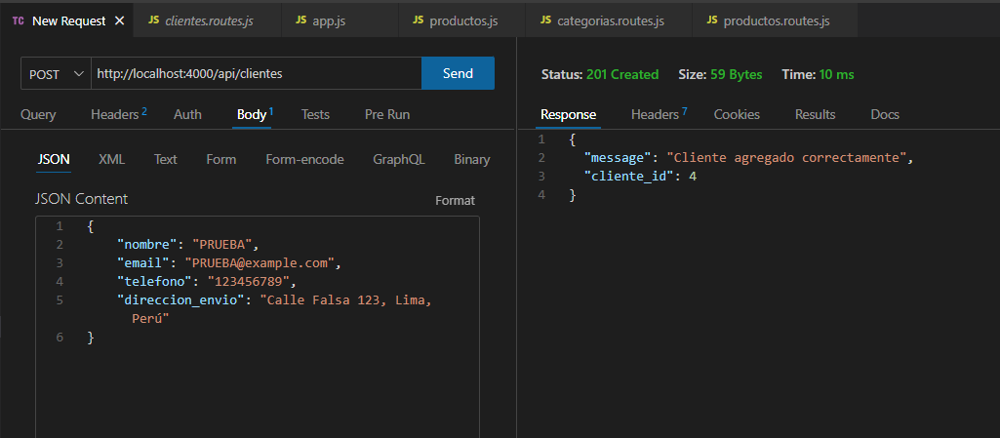 TC New Request ✕ JS clientes.routes.js JS app.js JS productos.js JS categorias.routes.js JS productos.routes.js
POST http://localhost:4000/api/clientes Send
Query Headers 2 Auth Body 1 Tests Pre Run
JSON XML Text Form Form-encode GraphQL Binary
JSON Content Format
1 {
2 "nombre": "PRUEBA",
3 "email": "PRUEBA@example.com",
4 "telefono": "123456789",
5 "direccion_envio": "Calle Falsa 123, Lima,
Perú"
6 }
Status: 201 Created Size: 59 Bytes Time: 10 ms
Response Headers 7 Cookies Results Docs
1 {
2 "message": "Cliente agregado correctamente",
3 "cliente_id": 4
4 }